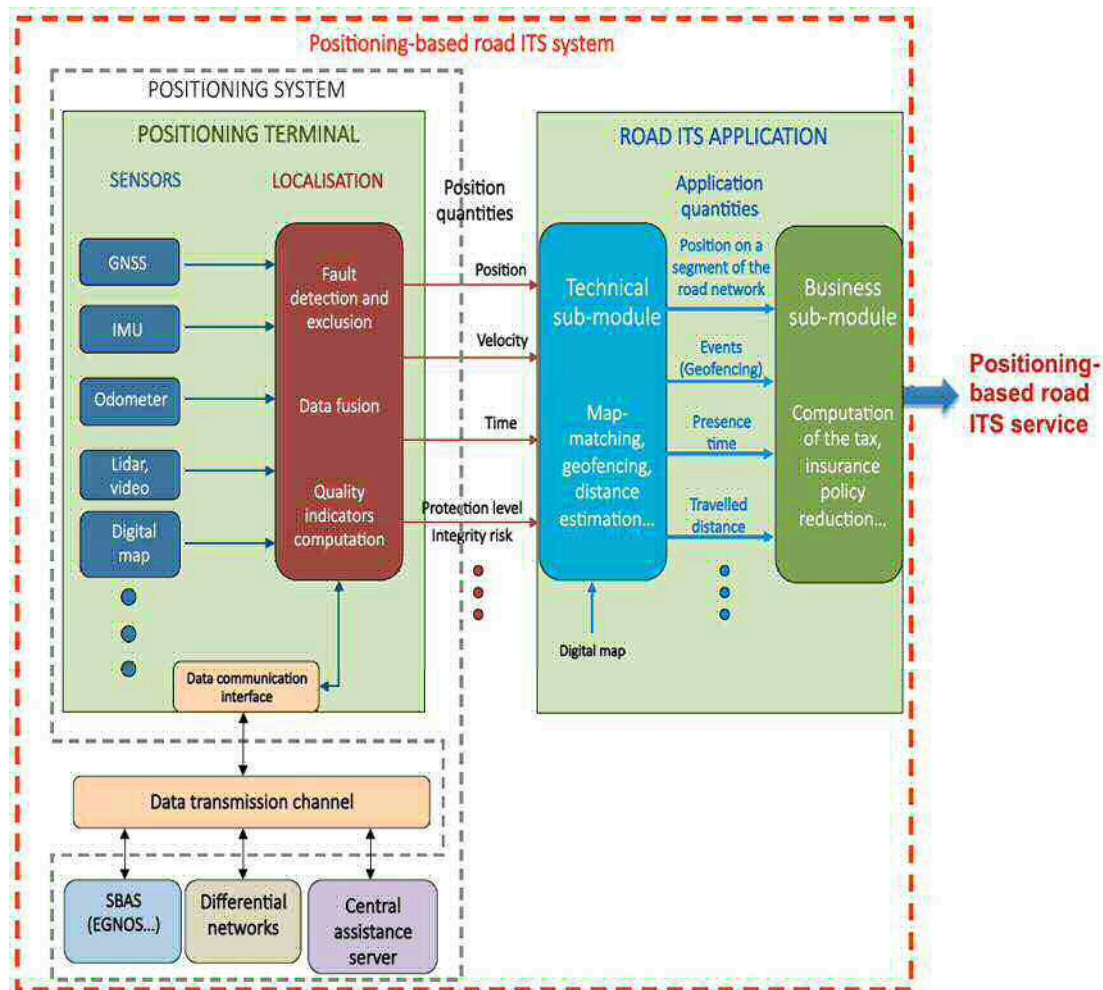 Positioning-based road ITS system
POSITIONING SYSTEM
POSITIONING TERMINAL
SENSORS
LOCALISATION
GNSS
IMU
Odometer
Lidar,
video
Digital
map
Fault
detection and
exclusion
Data fusion
Quality
indicators
computation
Data communication
interface
Data transmission channel
SBAS
(EGNOS...)
Differential
networks
Central
assistance
server
Position
quantities
Position
Velocity
Time
Protection level
Integrity risk
ROAD ITS APPLICATION
Technical
sub-module
Map-
matching,
geofencing,
distance
estimation...
Digital map
Application
quantities
Position on a
segment of the
road network
Events
(Geofencing)
Presence
time
Travelled
distance
Business
sub-module
Computation
of the tax,
insurance
policy
reduction...
Positioning-
based road
ITS service